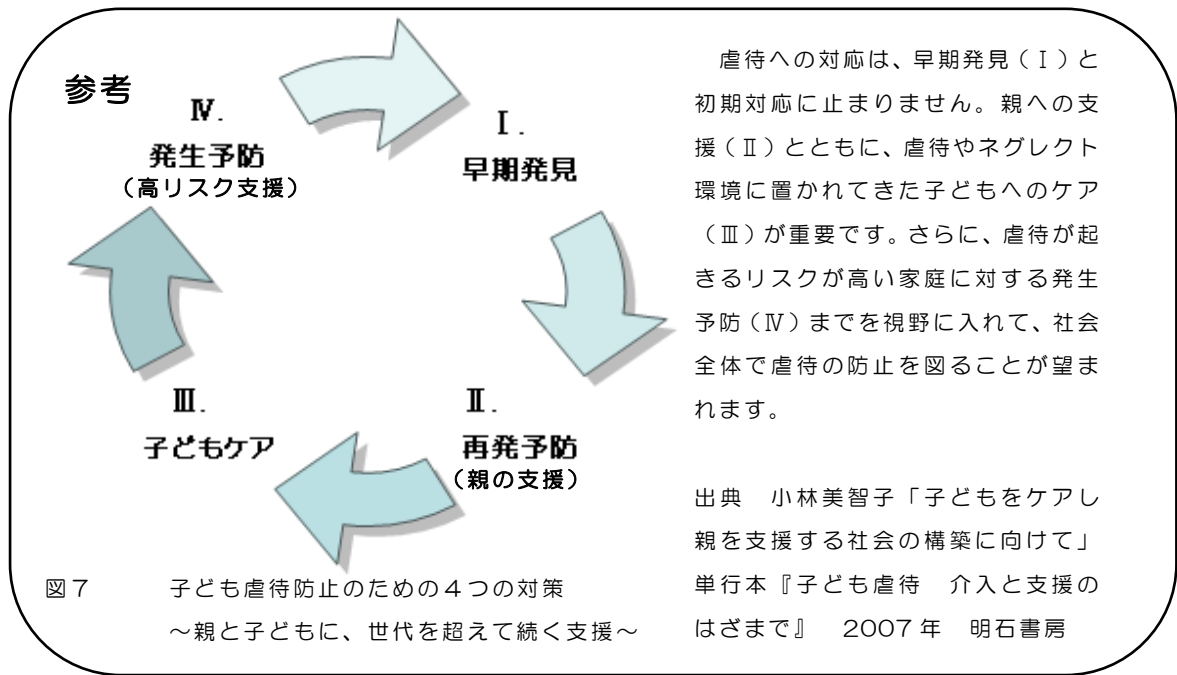 参考
Ⅳ.
発生予防
（高リスク支援）
Ⅰ.
早期発見
Ⅱ.
再発予防
（親の支援）
Ⅲ.
子どもケア
図７　子ども虐待防止のための４つの対策
～親と子どもに、世代を超えて続く支援～
虐待への対応は、早期発見（Ⅰ）と
初期対応に止まりません。親への支
援（Ⅱ）とともに、虐待やネグレクト
環境に置かれてきた子どもへのケア
（Ⅲ）が重要です。さらに、虐待が起
きるリスクが高い家庭に対する発生
予防（Ⅳ）までを視野に入れて、社会
全体で虐待の防止を図ることが望ま
れます。
出典　小林美智子「子どもをケアし
親を支援する社会の構築に向けて」
単行本『子ども虐待　介入と支援の
はざまで』　2007年　明石書房